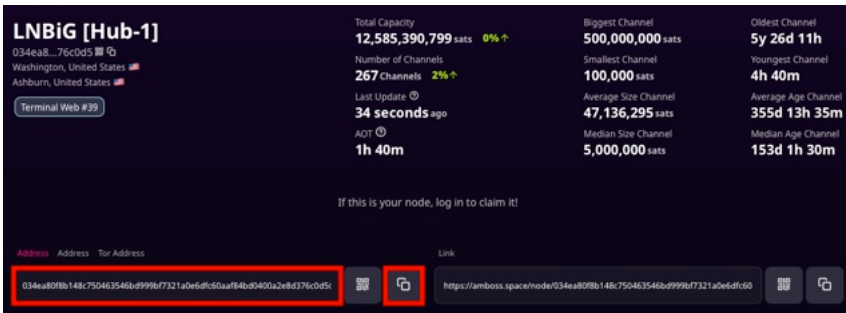 LNBiG [Hub-1]
034ea8...76c0d5
Washington, United States
Ashburn, United States
Terminal Web #39
Total Capacity
12,585,390,799 sats 0%↑
Number of Channels
267 Channels 2%↑
Last Update
34 seconds ago
AOT
1h 40m
Biggest Channel
500,000,000 sats
Smallest Channel
100,000 sats
Average Size Channel
47,136,295 sats
Median Size Channel
5,000,000 sats
Oldest Channel
5y 26d 11h
Youngest Channel
4h 40m
Average Age Channel
355d 13h 35m
Median Age Channel
153d 1h 30m
If this is your node, log in to claim it!
Address Address Tor Address
034ea80f8b148c750463546bd999bf7321a0e6dfc60aaf84bd0400a2e8d376c0d5(
Link
https://amboss.space/node/034ea80f8b148c750463546bd999bf7321a0e6dfc60